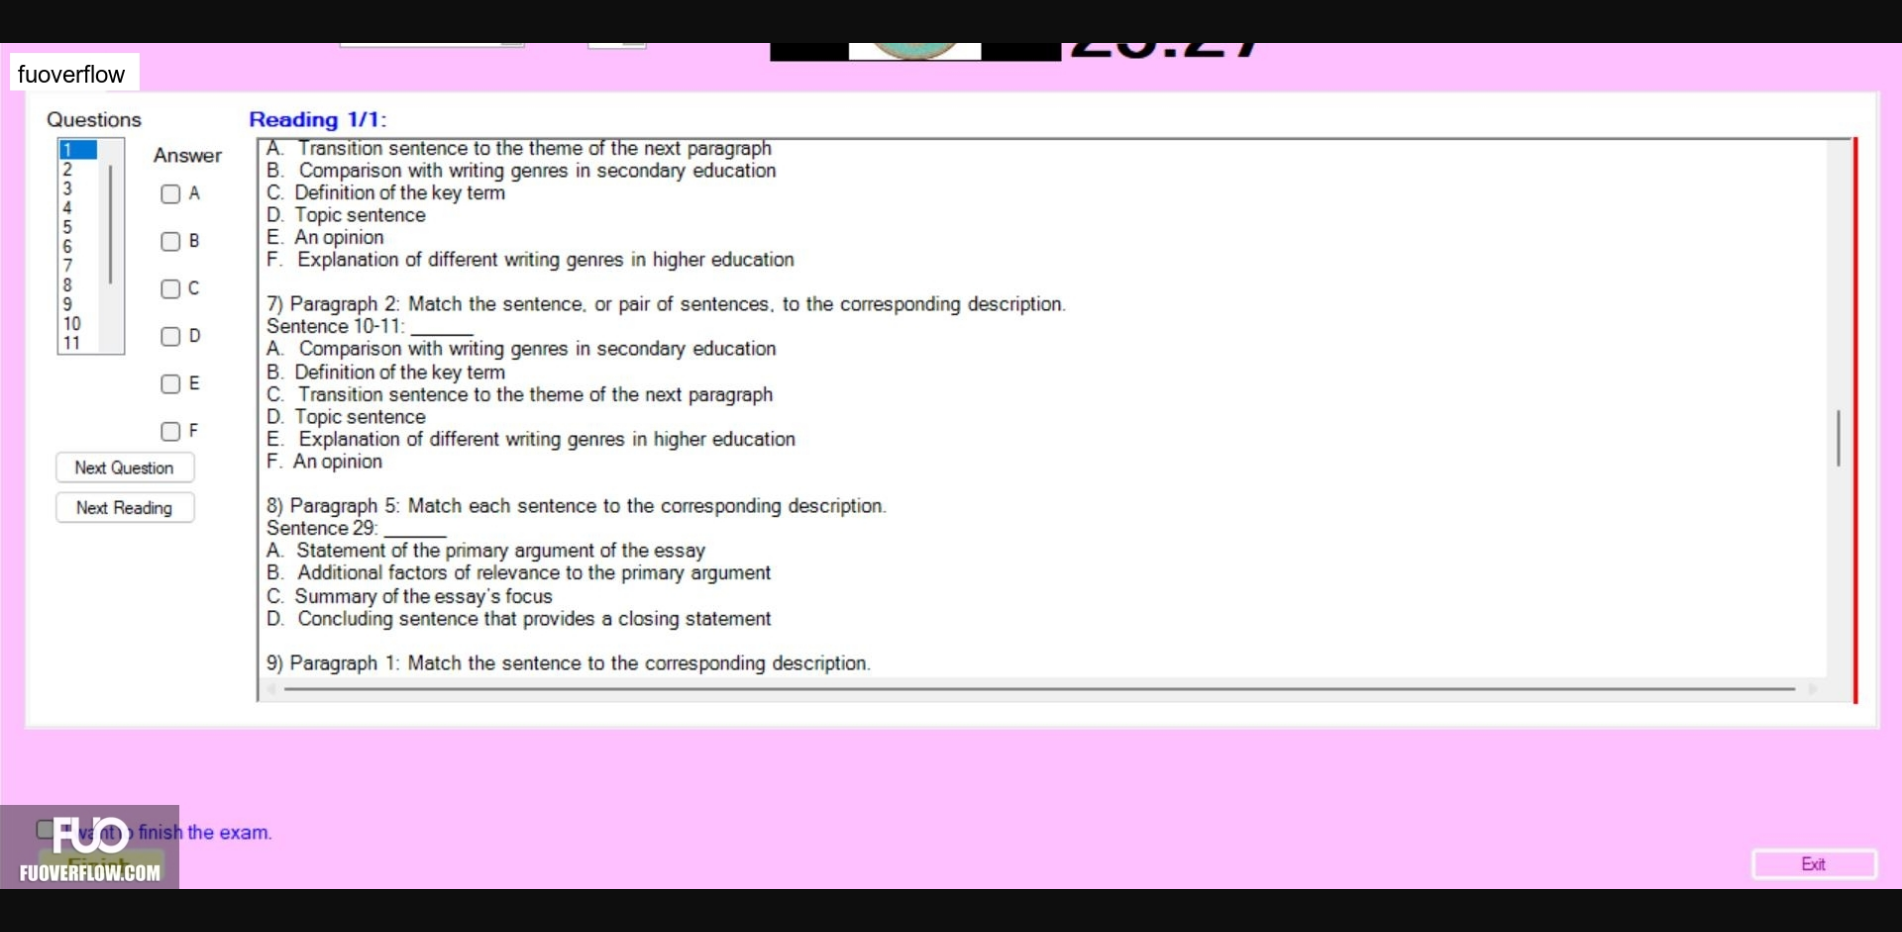 26:27
fuoverflow
Questions
Reading 1/1:
1
2
3
4
5
6
7
8
9
10
11
Answer
A
B
C
D
E
F
Next Question
Next Reading
A. Transition sentence to the theme of the next paragraph
B. Comparison with writing genres in secondary education
C. Definition of the key term
D. Topic sentence
E. An opinion
F. Explanation of different writing genres in higher education
7) Paragraph 2: Match the sentence, or pair of sentences, to the corresponding description.
Sentence 10-11: ______
A. Comparison with writing genres in secondary education
B. Definition of the key term
C. Transition sentence to the theme of the next paragraph
D. Topic sentence
E. Explanation of different writing genres in higher education
F. An opinion
8) Paragraph 5: Match each sentence to the corresponding description.
Sentence 29: ______
A. Statement of the primary argument of the essay
B. Additional factors of relevance to the primary argument
C. Summary of the essay's focus
D. Concluding sentence that provides a closing statement
9) Paragraph 1: Match the sentence to the corresponding description.
want to finish the exam.
FUO
FUOVERFLOW.COM
Exit